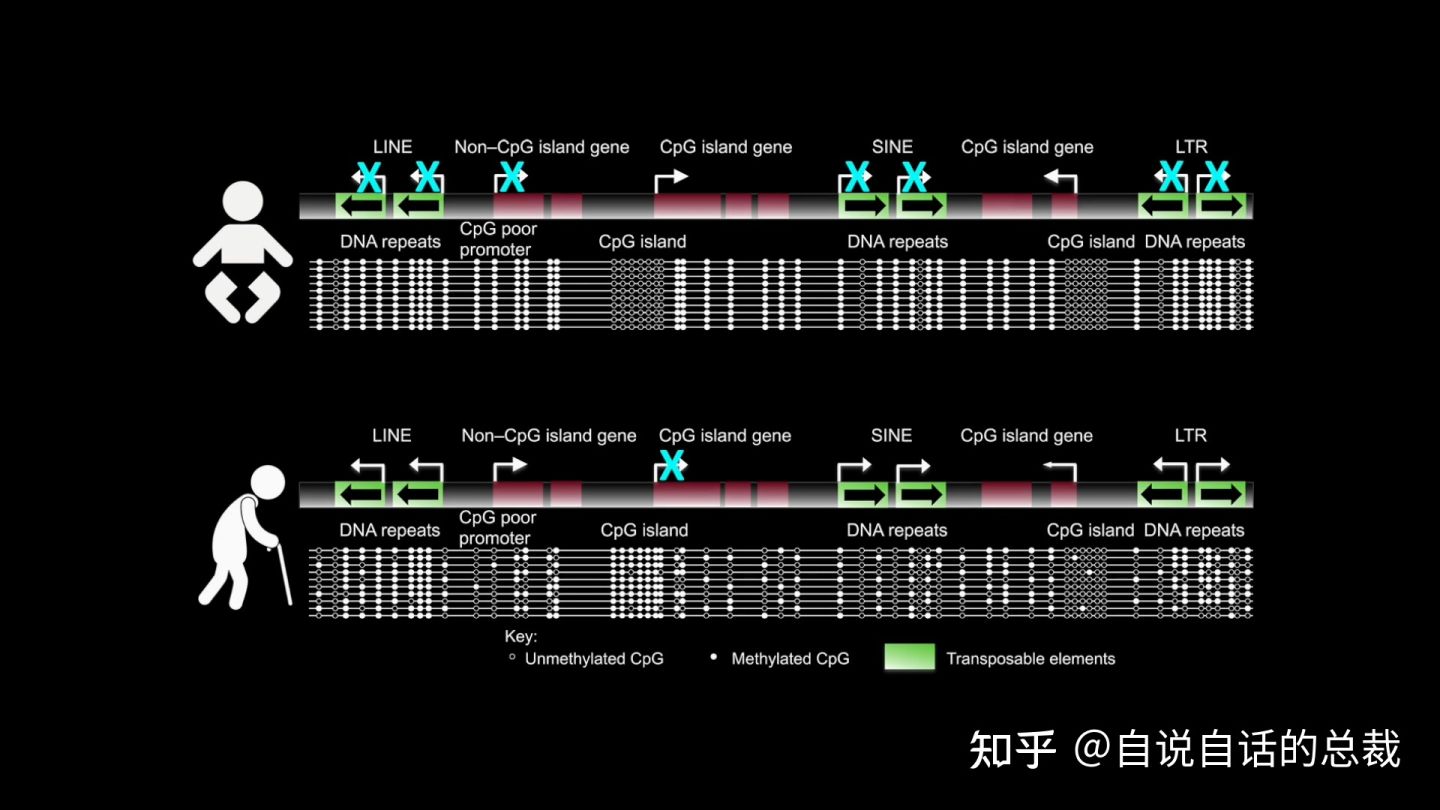 LINE Non–CpG island gene CpG island gene SINE CpG island gene LTR
X X X X X X X
DNA repeats CpG poor promoter CpG island DNA repeats CpG island DNA repeats
LINE Non–CpG island gene CpG island gene SINE CpG island gene LTR
X
DNA repeats CpG poor promoter CpG island DNA repeats CpG island DNA repeats
Key:
Unmethylated CpG Methylated CpG Transposable elements
知乎 @自说自话的总裁